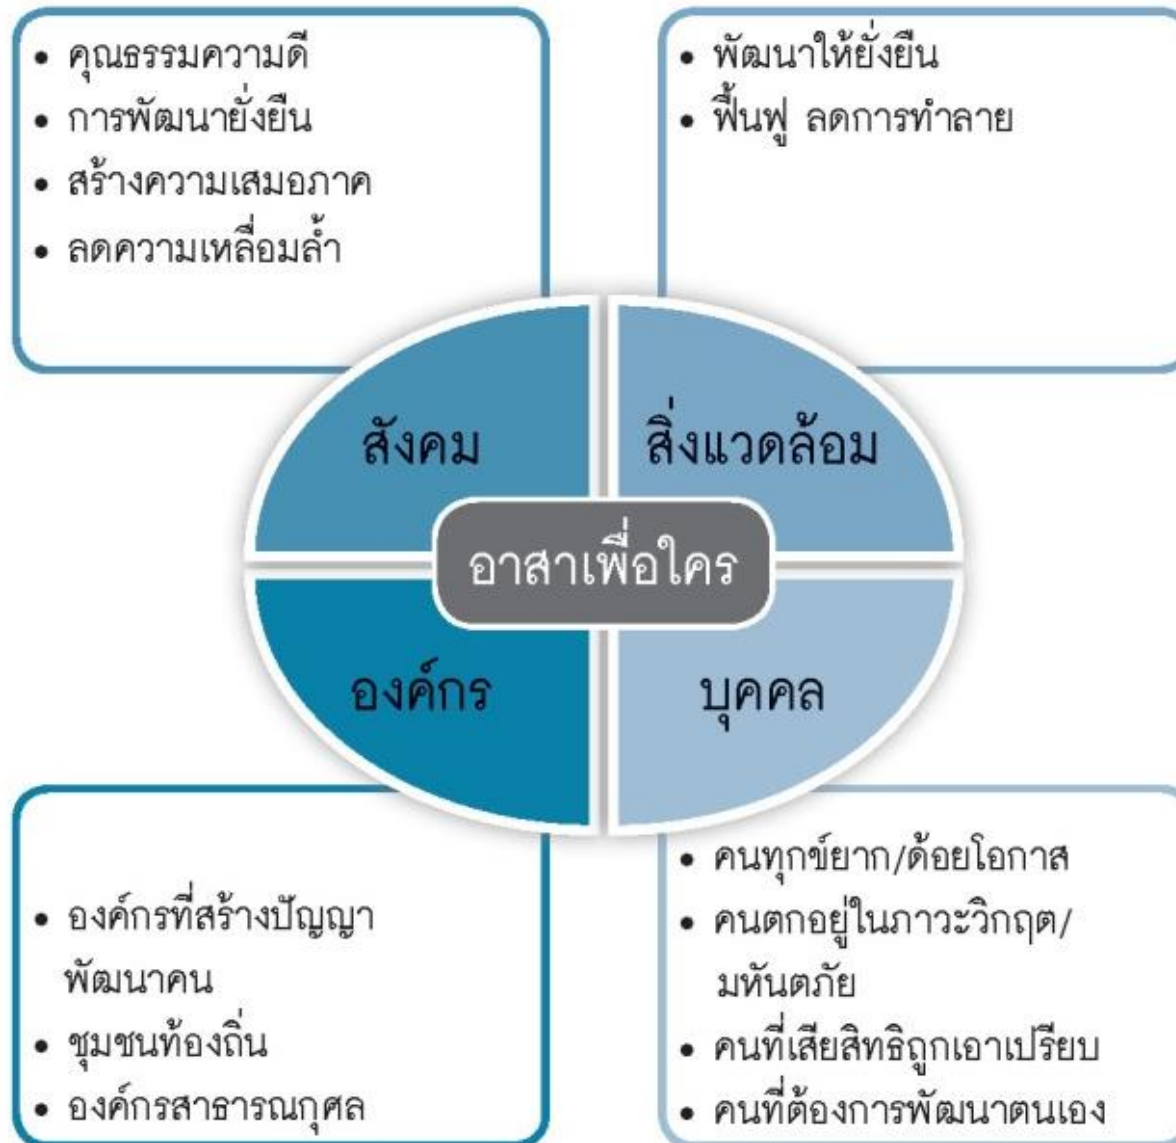 • คุณธรรมความดี
• การพัฒนายั่งยืน
• สร้างความเสมอภาค
• ลดความเหลื่อมล้ำ
• พัฒนาให้ยั่งยืน
• ฟื้นฟู ลดการทำลาย
สังคม
สิ่งแวดล้อม
อาสาเพื่อใคร
องค์กร
บุคคล
• องค์กรที่สร้างปัญญา
พัฒนาคน
• ชุมชนท้องถิ่น
• องค์กรสาธารณกุศล
• คนทุกข์ยาก/ด้อยโอกาส
• คนตกอยู่ในภาวะวิกฤต/
มหันตภัย
• คนที่เสียสิทธิถูกเอาเปรียบ
• คนที่ต้องการพัฒนาตนเอง